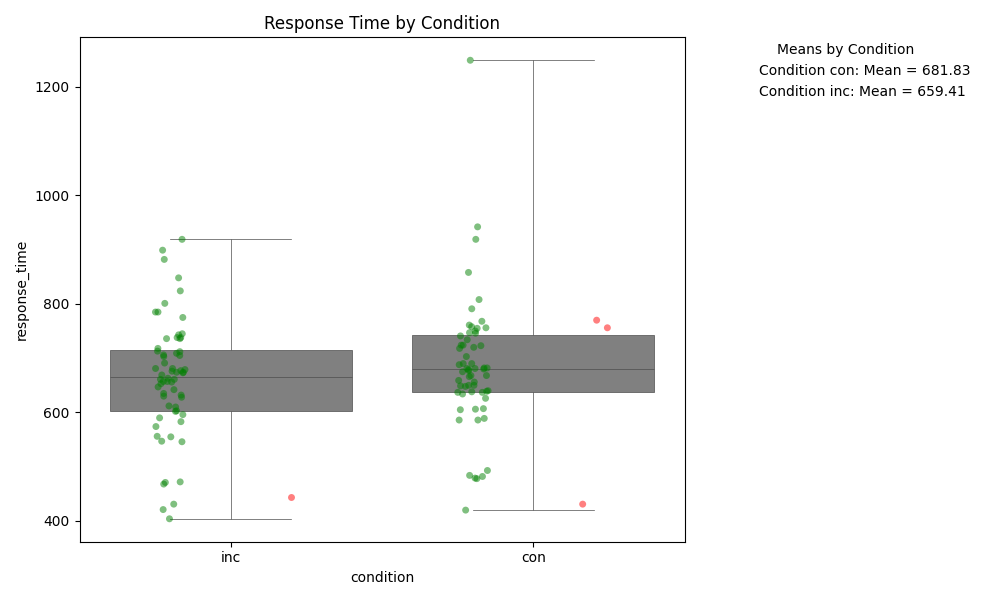 Response Time by Condition
Means by Condition
Condition con: Mean = 681.83
Condition inc: Mean = 659.41
response_time
1200
1000
800
600
400
inc
con
condition